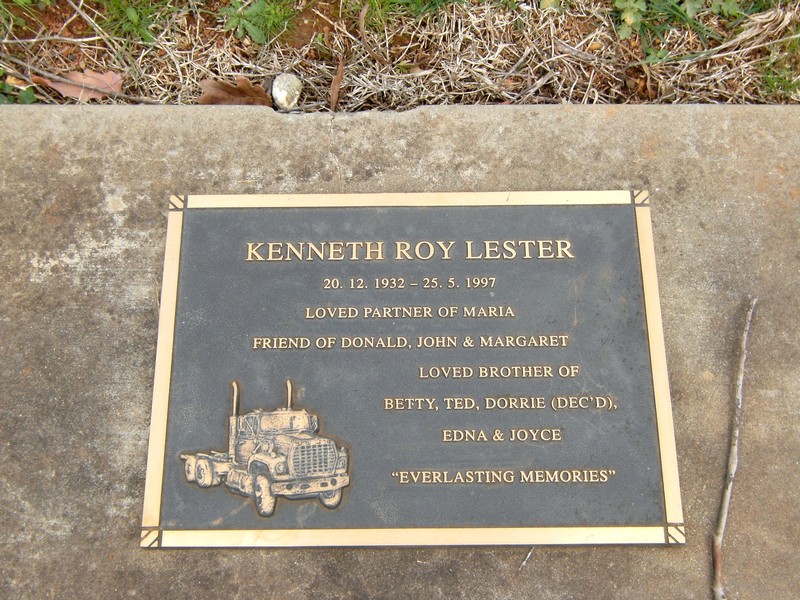 KENNETH ROY LESTER
20. 12. 1932 – 25. 5. 1997
LOVED PARTNER OF MARIA
FRIEND OF DONALD, JOHN & MARGARET
LOVED BROTHER OF
BETTY, TED, DORRIE (DEC'D),
EDNA & JOYCE
“EVERLASTING MEMORIES”